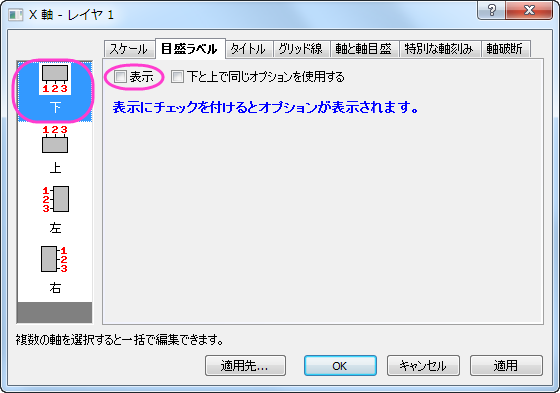 X 軸 - レイヤ 1
? ×
スケール 目盛ラベル タイトル グリッド線 軸と軸目盛 特別な軸刻み 軸破断
表示 下と上で同じオプションを使用する
表示にチェックを付けるとオプションが表示されます。
1 2 3
下
1 2 3
上
1
2
3
左
1
2
3
右
複数の軸を選択すると一括で編集できます。
適用先... OK キャンセル 適用